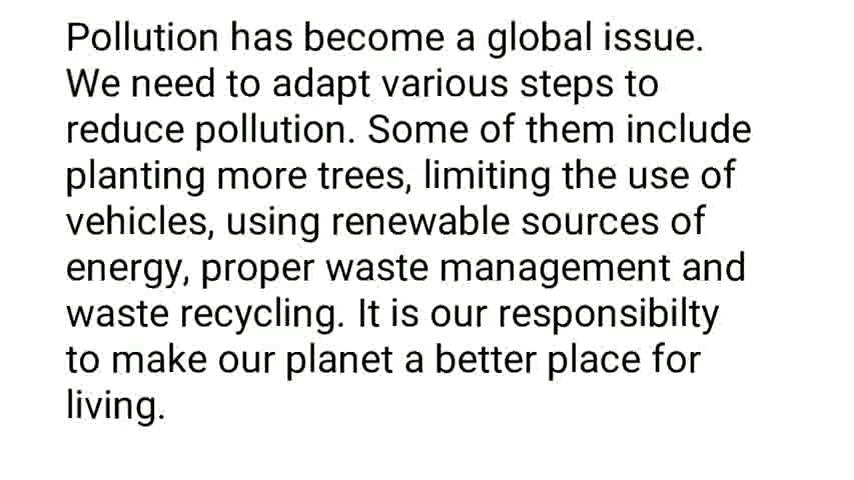 Pollution has become a global issue.
We need to adapt various steps to
reduce pollution. Some of them include
planting more trees, limiting the use of
vehicles, using renewable sources of
energy, proper waste management and
waste recycling. It is our responsibilty
to make our planet a better place for
living.